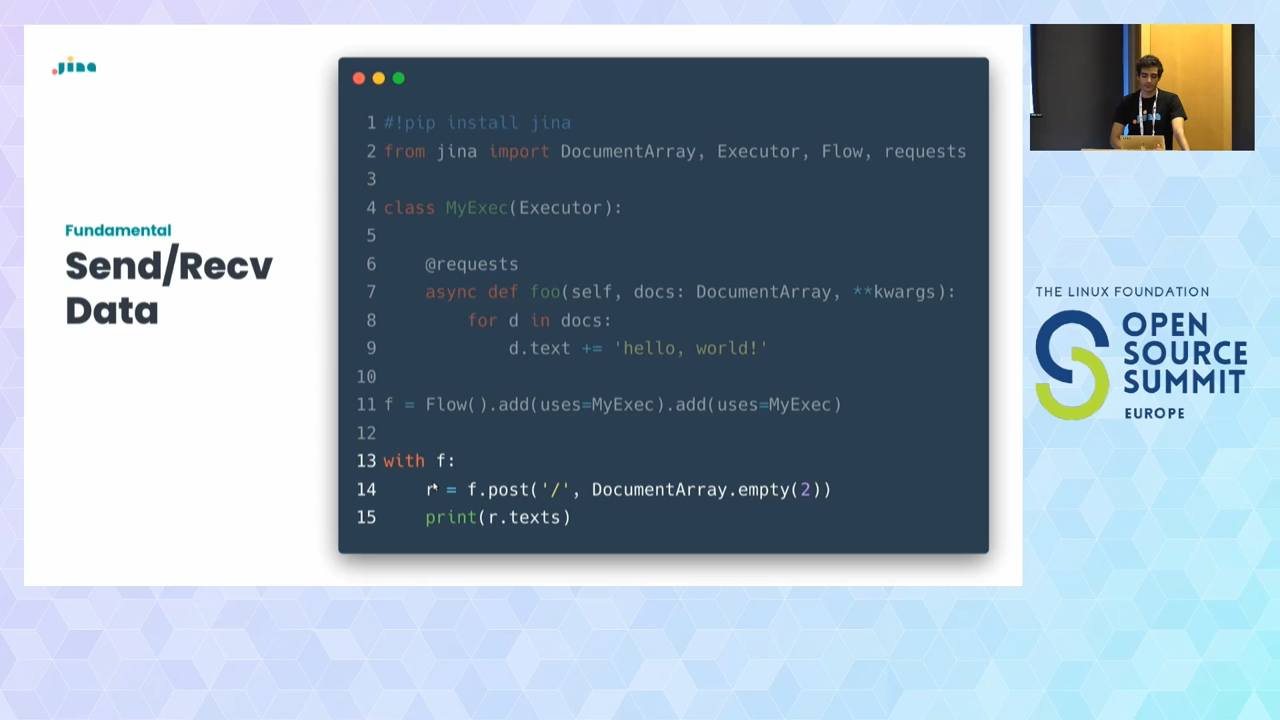 jina
Fundamental
Send/Recv
Data
1 #!pip install jina
2 from jina import DocumentArray, Executor, Flow, requests
3
4 class MyExec(Executor):
5
6     @requests
7     async def foo(self, docs: DocumentArray, **kwargs):
8         for d in docs:
9             d.text += 'hello, world!'
10
11 f = Flow().add(uses=MyExec).add(uses=MyExec)
12
13 with f:
14     r = f.post('/', DocumentArray.empty(2))
15     print(r.texts)
THE LINUX FOUNDATION
OPEN
SOURCE
SUMMIT
EUROPE